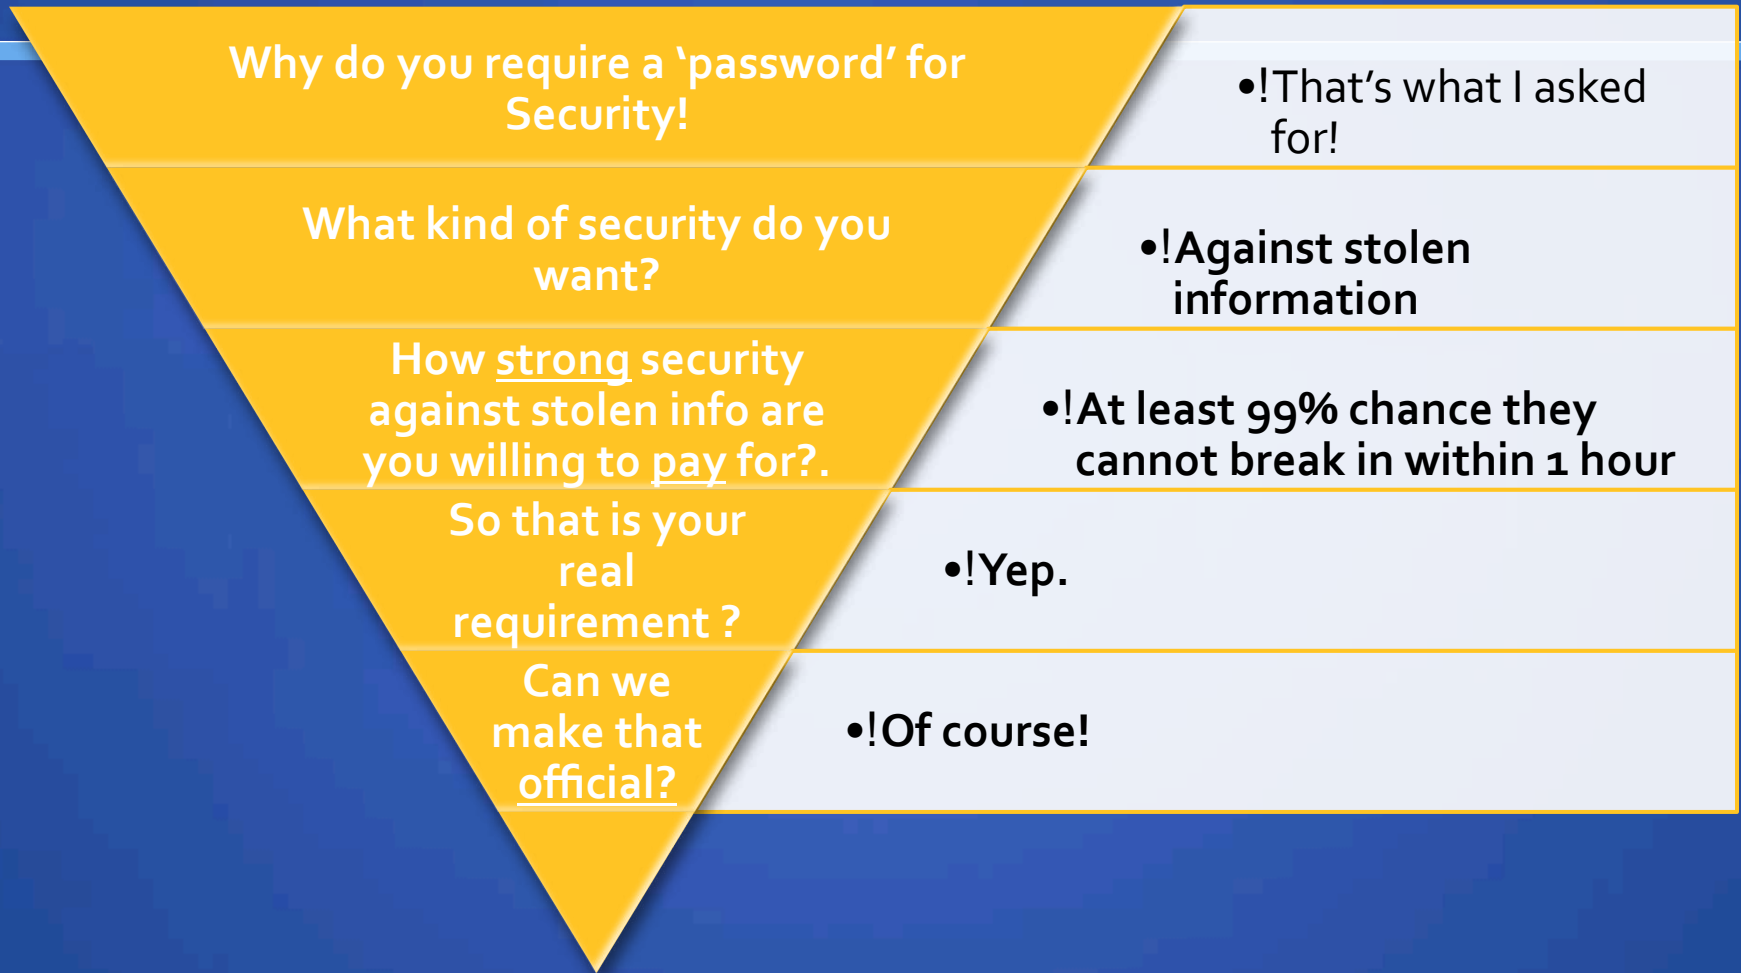 Why do you require a ‘password’ for
Security!
•!That’s what I asked
for!
What kind of security do you
want?
•!Against stolen
information
How strong security
against stolen info are
you willing to pay for?.
•!At least 99% chance they
cannot break in within 1 hour
So that is your
real
requirement ?
•!Yep.
Can we
make that
official?
•!Of course!